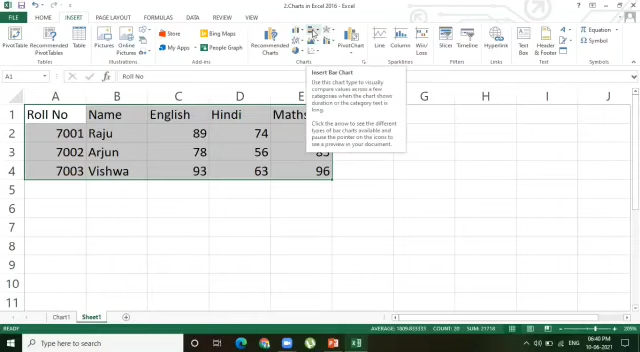 2.Charts in Excel 2016 - Excel
FILE HOME INSERT PAGE LAYOUT FORMULAS DATA REVIEW VIEW
PivotTable Recommended PivotTables Table
Pictures Online Pictures
Store
My Apps
Bing Maps
People Graph
Recommended Charts
PivotChart
Line Column Win/Loss
Slicer Timeline
Text Box Header & Footer
Equation
Symbol
Tables Illustrations Add-ins Charts Sparklines Filters Text Symbols
A1 Roll No
Insert Bar Chart
Use this chart type to visually
compare values across a few
categories when the chart shows
duration or the category text is
long.
Click the arrow to see the different
types of bar charts available and
pause the pointer on the icons to
see a preview in your document.
A B C D E G H I J
1 Roll No Name English Hindi Maths
2 7001 Raju 89 74
3 7002 Arjun 78 56 85
4 7003 Vishwa 93 63 96
5
6
7
8
9
10
11
Chart1 Sheet1
READY AVERAGE: 1809.833333 COUNT: 20 SUM: 21718 205%
Type here to search
06:40 PM
10-06-2021